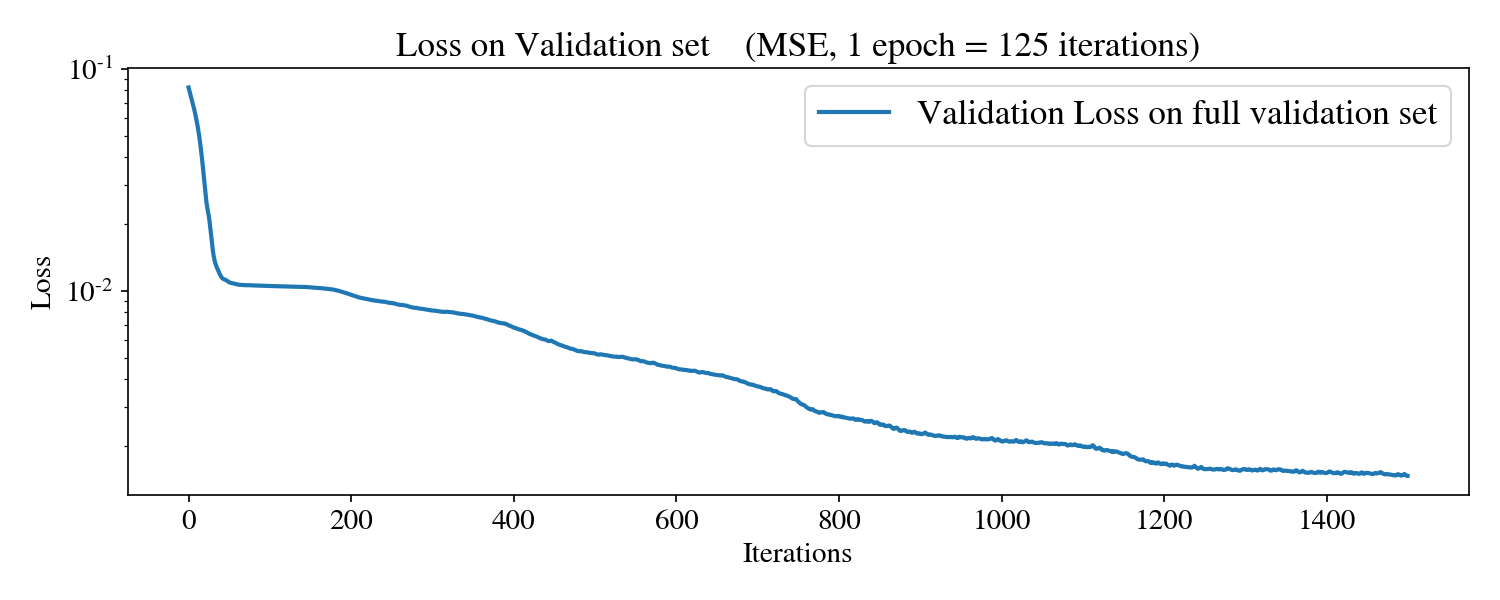 Loss on Validation set    (MSE, 1 epoch = 125 iterations)
Validation Loss on full validation set
Loss
10⁻¹
10⁻²
0 200 400 600 800 1000 1200 1400
Iterations